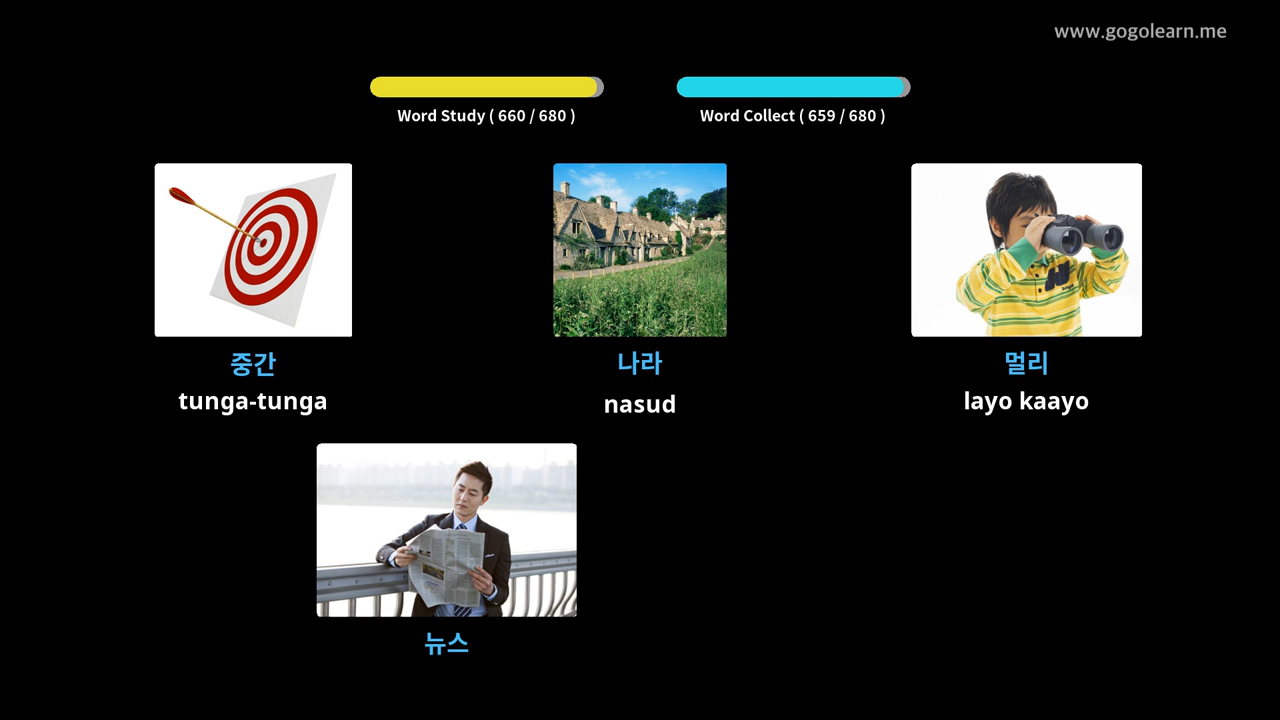 www.gogolearn.me
Word Study ( 660 / 680 )
Word Collect ( 659 / 680 )
중간
tunga-tunga
나라
nasud
멀리
layo kaayo
뉴스